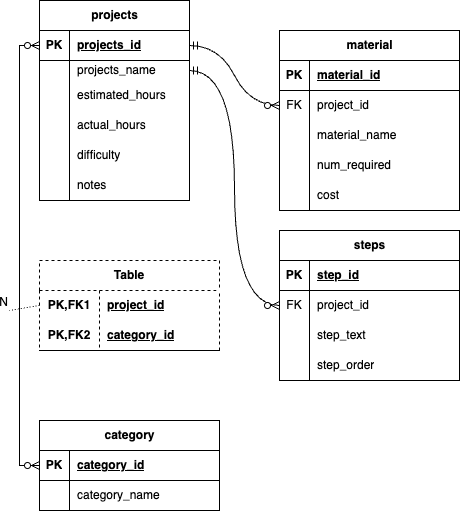 projects
PK projects_id
projects_name
estimated_hours
actual_hours
difficulty
notes
material
PK material_id
FK project_id
material_name
num_required
cost
steps
PK step_id
FK project_id
step_text
step_order
N
Table
PK,FK1 project_id
PK,FK2 category_id
category
PK category_id
category_name